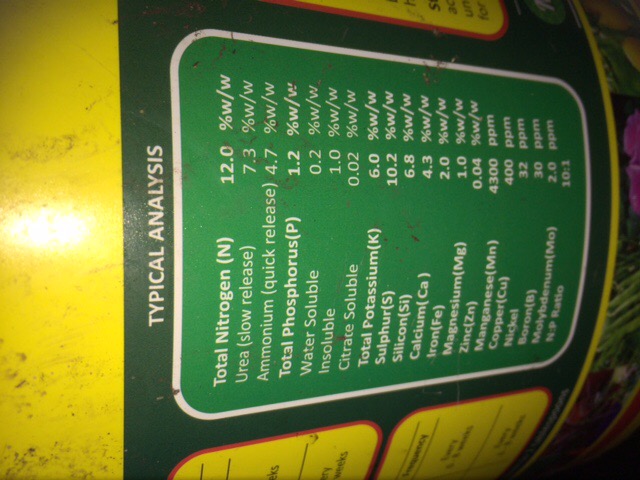 TYPICAL ANALYSIS
Total Nitrogen (N) 12.0 %w/w
Urea (slow release) 7.3 %w/w
Ammonium (quick release) 4.7 %w/w
Total Phosphorus(P) 1.2 %w/w
Water Soluble 0.2 %w/w
Insoluble 1.0 %w/w
Citrate Soluble 0.02 %w/w
Total Potassium(K) 6.0 %w/w
Sulphur(S) 10.2 %w/w
Silicon(Si) 6.8 %w/w
Calcium(Ca) 4.3 %w/w
Iron(Fe) 2.0 %w/w
Magnesium(Mg) 1.0 %w/w
Zinc(Zn) 0.04 %w/w
Manganese(Mn) 4300 ppm
Copper(Cu) 400 ppm
Nickel 32 ppm
Boron(B) 30 ppm
Molybdenum(Mo) 2.0 ppm
N:P Ratio 10:1